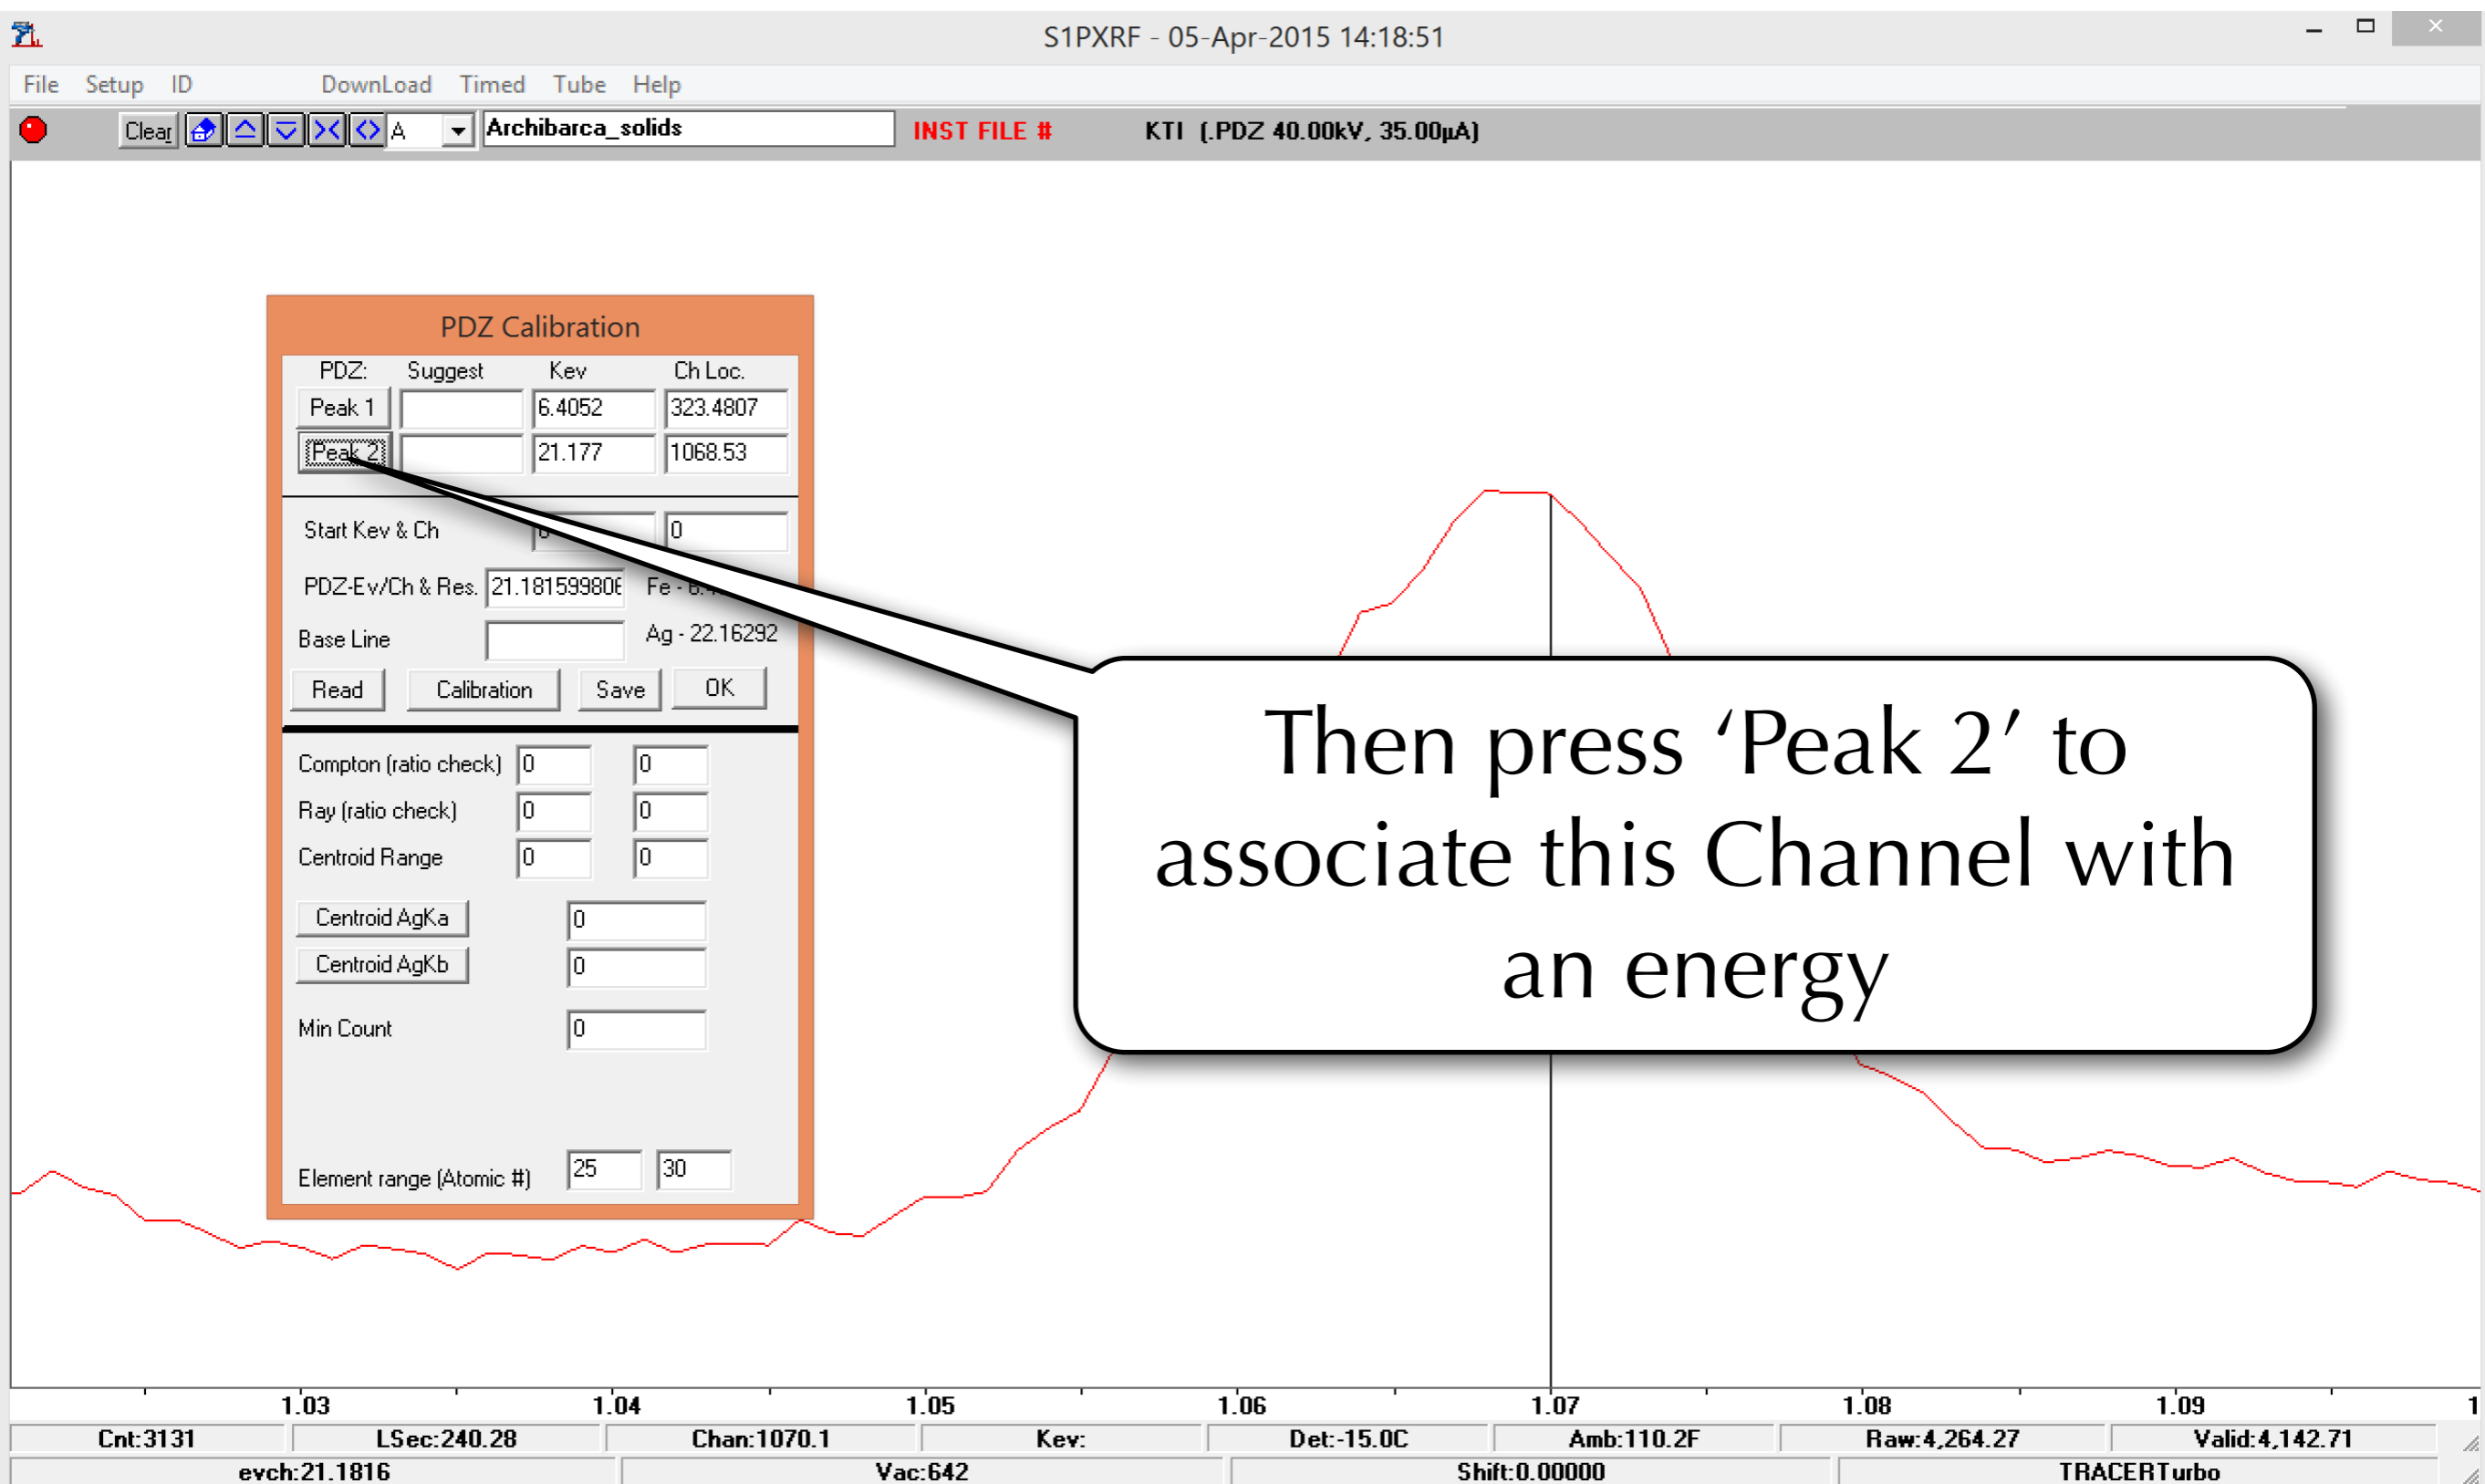 S1PXRF - 05-Apr-2015 14:18:51
File Setup ID DownLoad Timed Tube Help
Clear A Archibarca_solids INST FILE # KTI (.PDZ 40.00kV, 35.00µA)
PDZ Calibration
PDZ: Suggest Kev Ch Loc.
Peak 1 6.4052 323.4807
Peak 2 21.177 1068.53
Start Kev & Ch 0
PDZ-Ev/Ch & Res. 21.18159980 Fe -
Base Line Ag - 22.16292
Read Calibration Save OK
Compton (ratio check) 0 0
Ray (ratio check) 0 0
Centroid Range 0 0
Centroid AgKa 0
Centroid AgKb 0
Min Count 0
Element range (Atomic #) 25 30
Then press ‘Peak 2’ to
associate this Channel with
an energy
1.03 1.04 1.05 1.06 1.07 1.08 1.09 1
Cnt:3131 LSec:240.28 Chan:1070.1 Kev: Det:-15.0C Amb:110.2F Raw:4,264.27 Valid:4,142.71
evch:21.1816 Vac:642 Shift:0.00000 TRACERTurbo